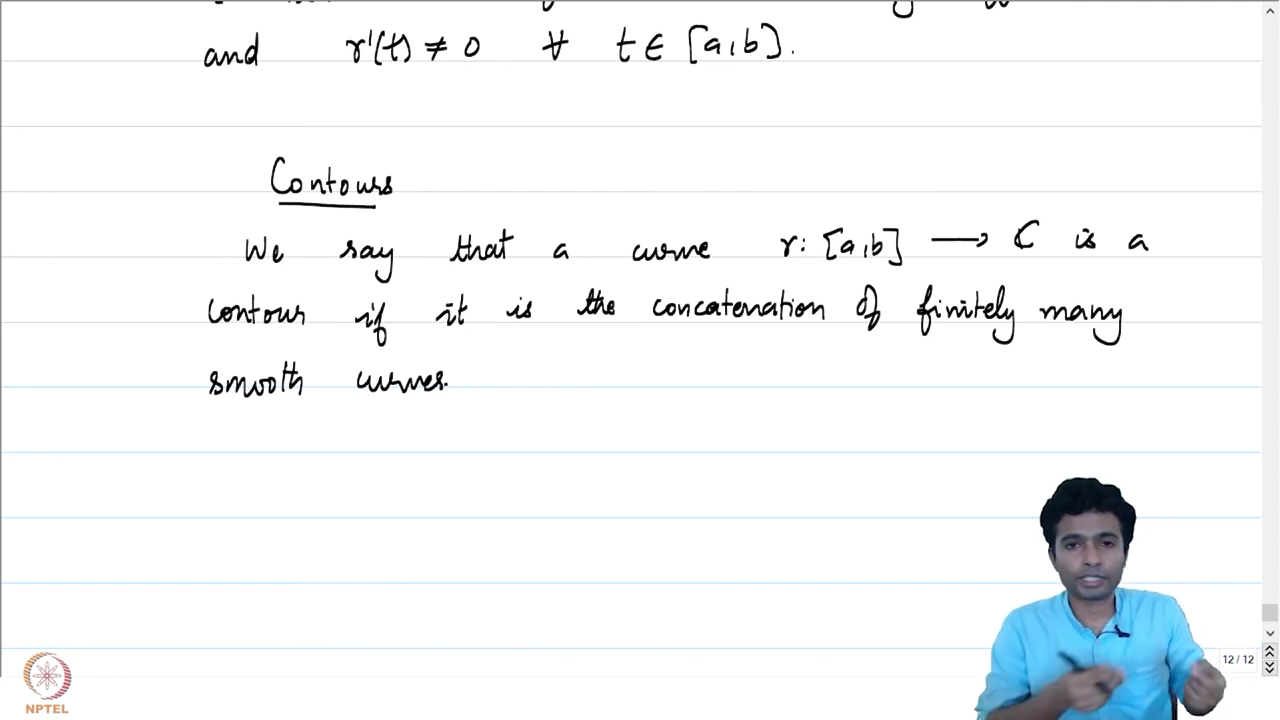 and γ'(t) ≠ 0 ∀ t ∈ [a,b].
Contours
We say that a curve γ: [a,b] ⟶ ℂ is a
contour if it is the concatenation of finitely many
smooth curves.
12 / 12
NPTEL